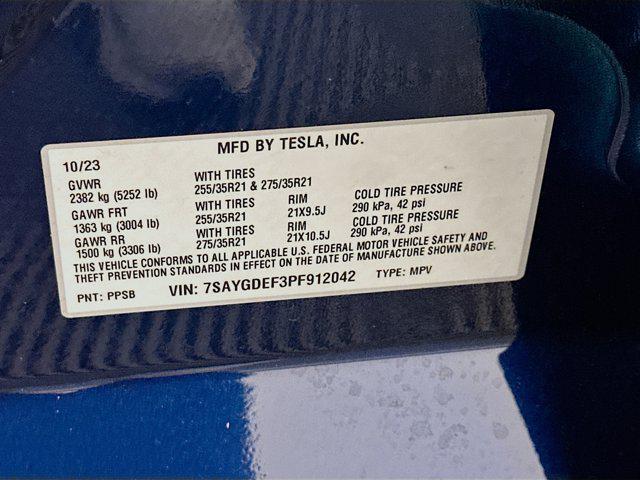 MFD BY TESLA, INC.
10/23
GVWR WITH TIRES
2382 kg (5252 lb) 255/35R21 & 275/35R21
GAWR FRT WITH TIRES RIM COLD TIRE PRESSURE
1363 kg (3004 lb) 255/35R21 21X9.5J 290 kPa, 42 psi
GAWR RR WITH TIRES RIM COLD TIRE PRESSURE
1500 kg (3306 lb) 275/35R21 21X10.5J 290 kPa, 42 psi
THIS VEHICLE CONFORMS TO ALL APPLICABLE U.S. FEDERAL MOTOR VEHICLE SAFETY AND
THEFT PREVENTION STANDARDS IN EFFECT ON THE DATE OF MANUFACTURE SHOWN ABOVE.
PNT: PPSB VIN: 7SAYGDEF3PF912042 TYPE: MPV